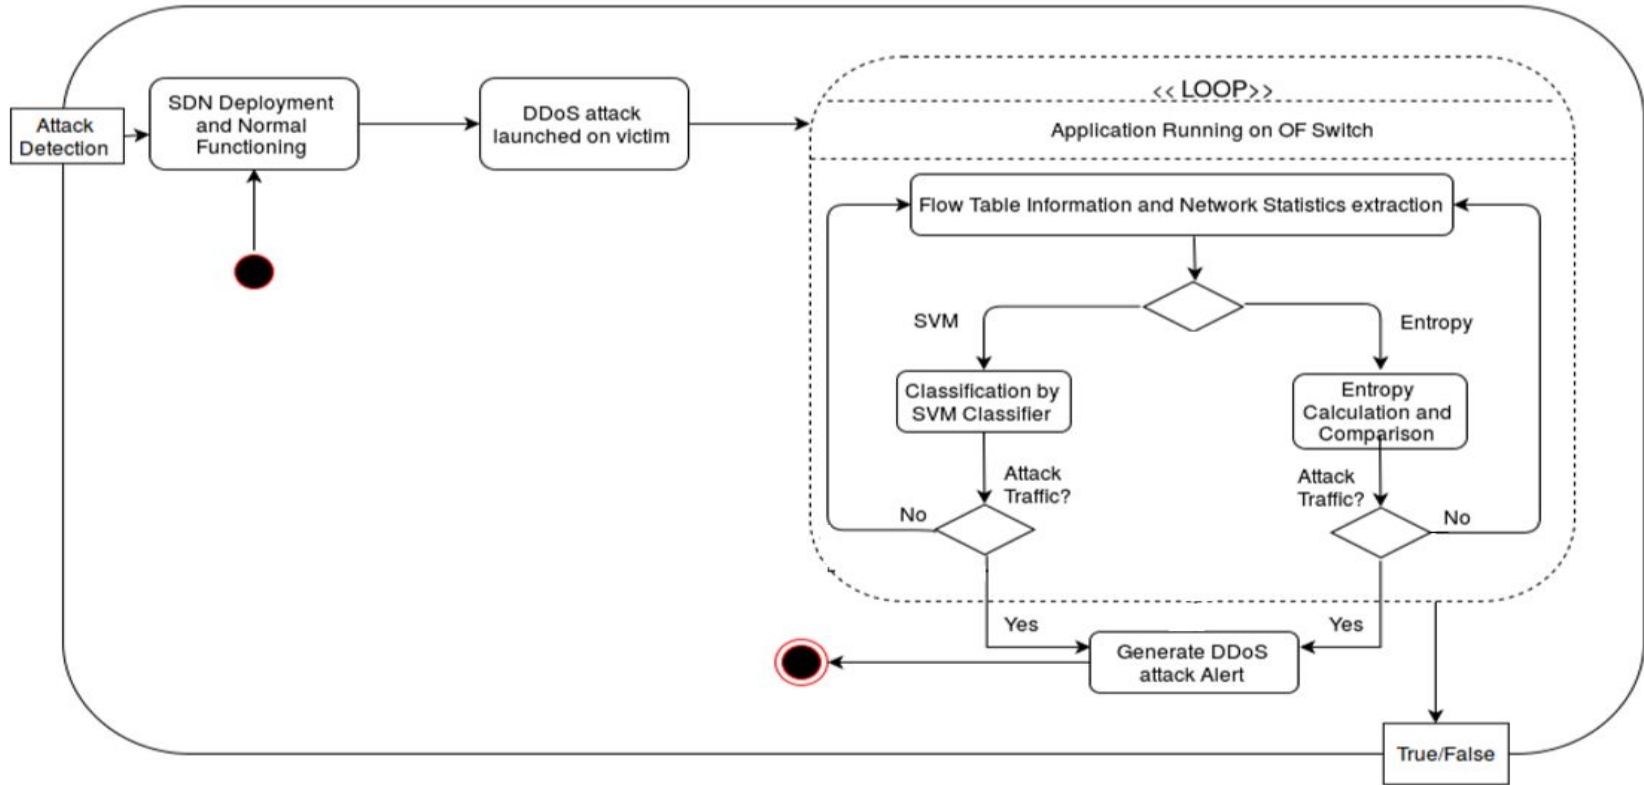 Attack
Detection
SDN Deployment
and Normal
Functioning
DDoS attack
launched on victim
<< LOOP>>
Application Running on OF Switch
Flow Table Information and Network Statistics extraction
SVM
Entropy
Classification by
SVM Classifier
Entropy
Calculation and
Comparison
Attack
Traffic?
Attack
Traffic?
No
No
Yes
Yes
Generate DDoS
attack Alert
True/False